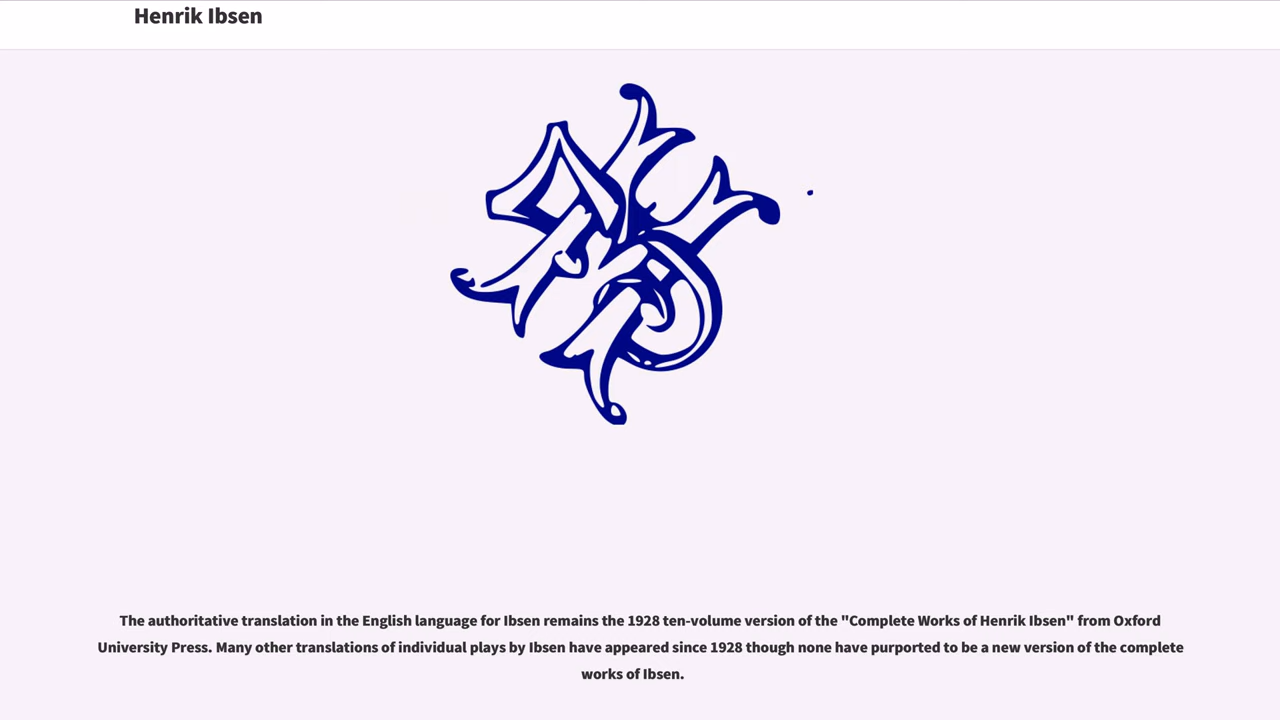 Henrik Ibsen
The authoritative translation in the English language for Ibsen remains the 1928 ten-volume version of the "Complete Works of Henrik Ibsen" from Oxford
University Press. Many other translations of individual plays by Ibsen have appeared since 1928 though none have purported to be a new version of the complete
works of Ibsen.